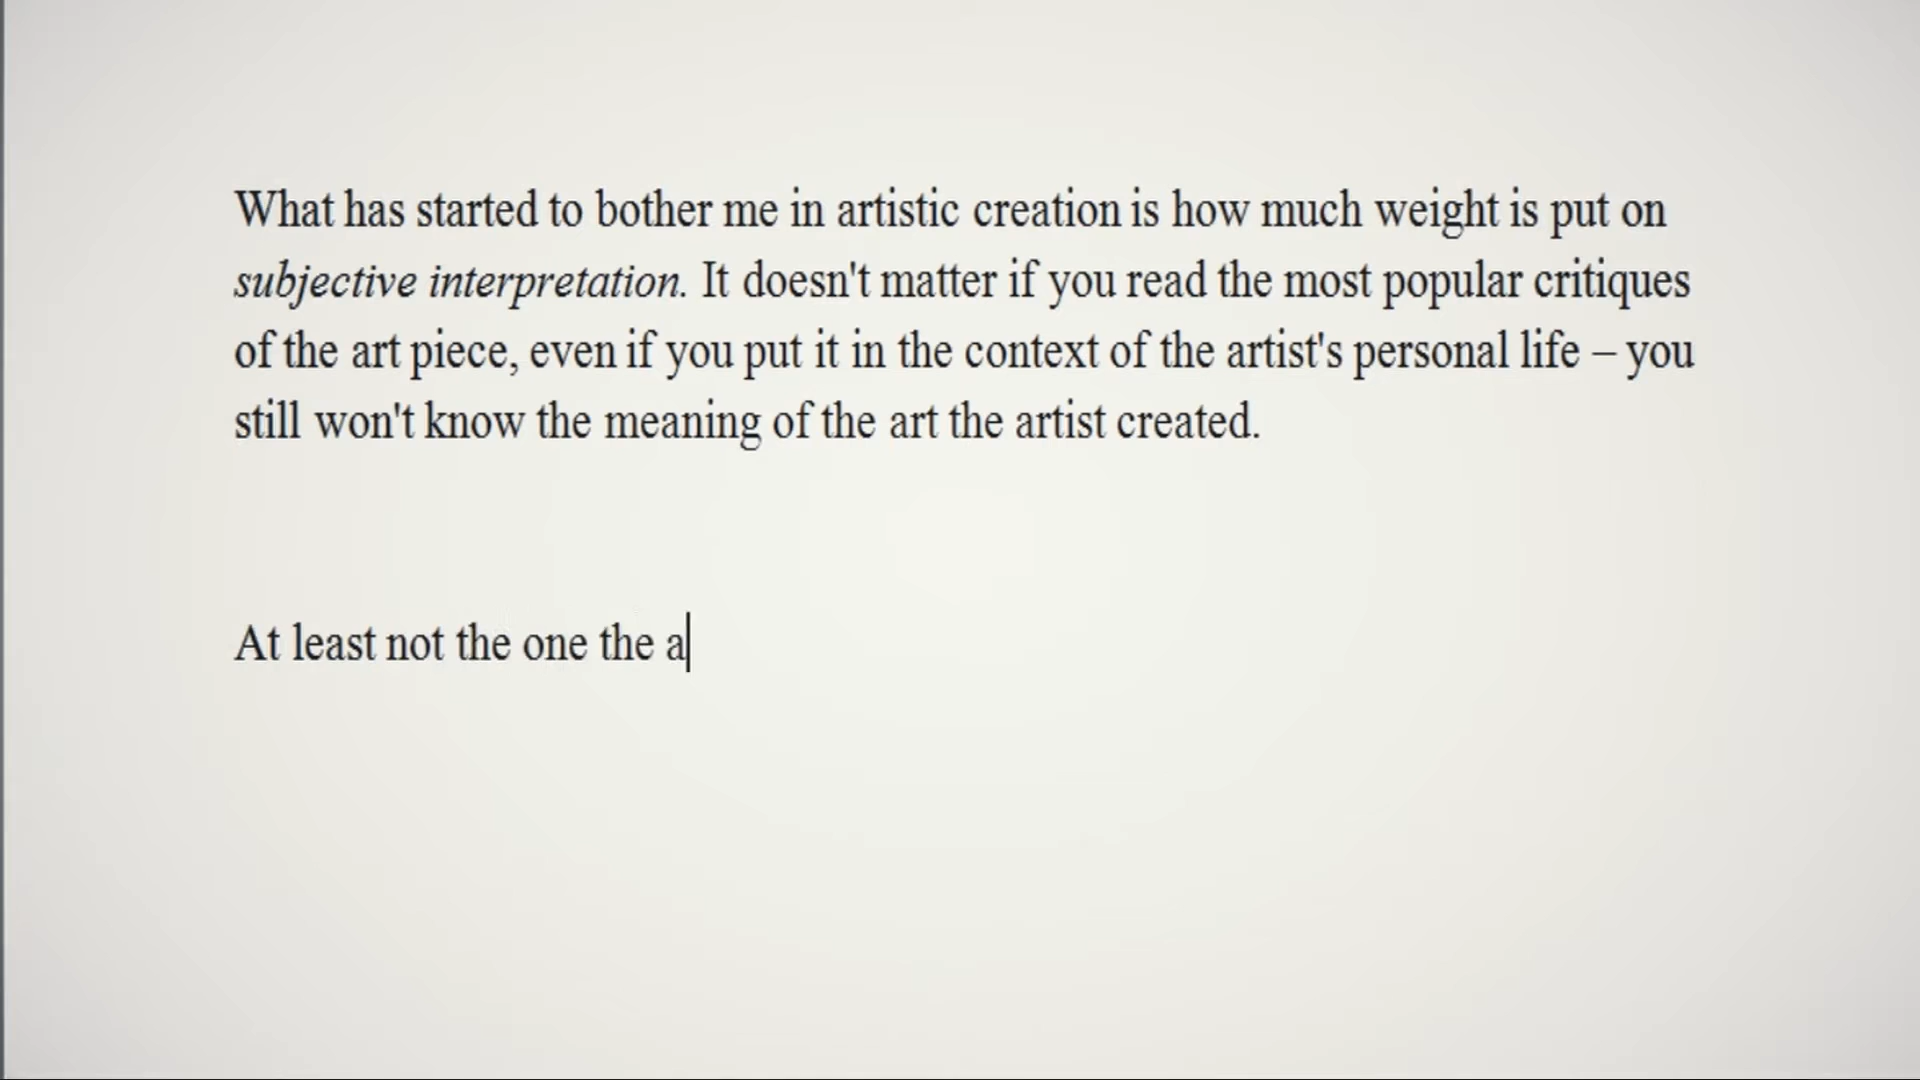 What has started to bother me in artistic creation is how much weight is put on
subjective interpretation. It doesn't matter if you read the most popular critiques
of the art piece, even if you put it in the context of the artist's personal life – you
still won't know the meaning of the art the artist created.
At least not the one the a